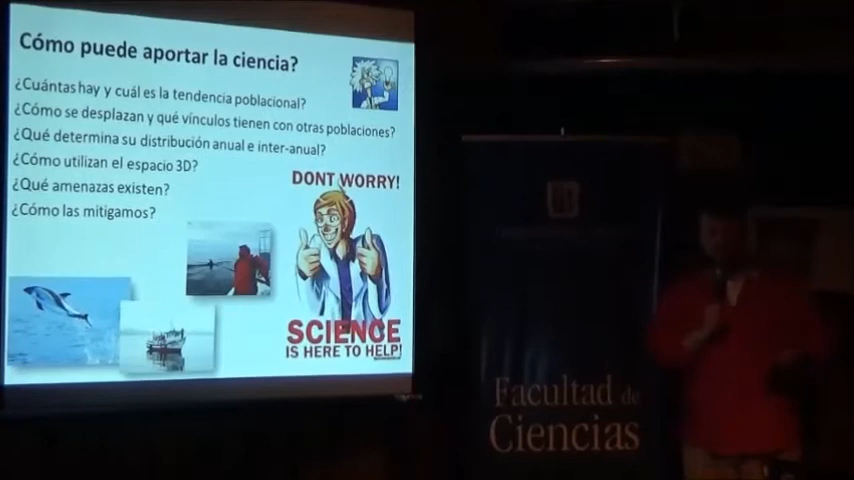 ¿Cómo puede aportar la ciencia?
¿Cuántas hay y cuál es la tendencia poblacional?
¿Cómo se desplazan y qué vínculos tienen con otras poblaciones?
¿Qué determina su distribución anual e inter-anual?
¿Cómo utilizan el espacio 3D?
¿Qué amenazas existen?
¿Cómo las mitigamos?
DONT WORRY!
SCIENCE
IS HERE TO HELP!
Facultad de
Ciencias